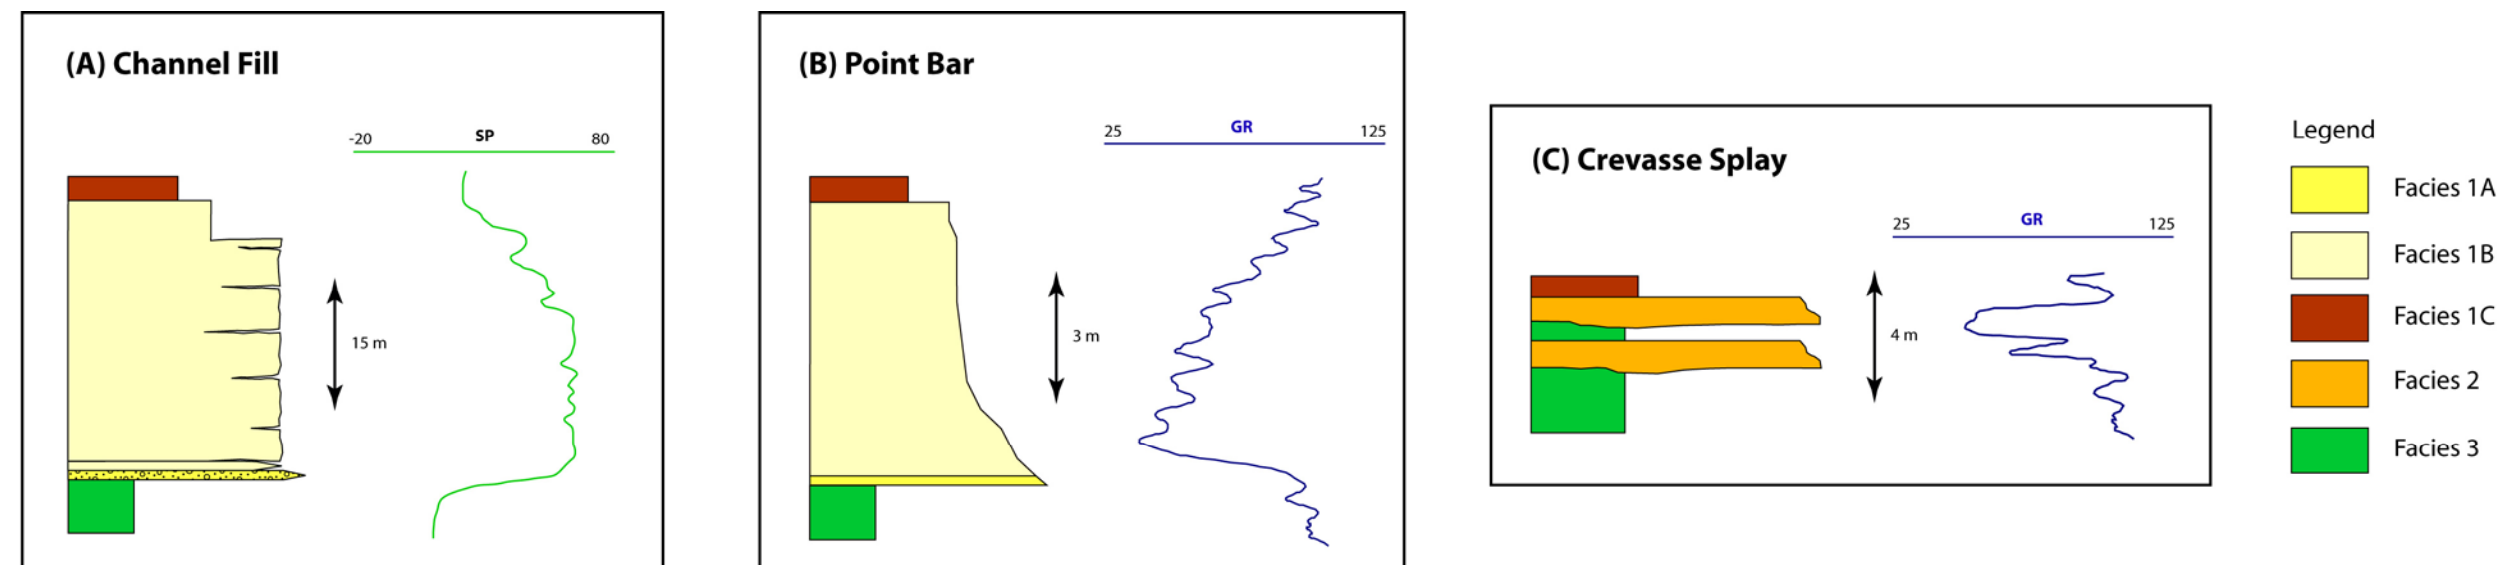 (A) Channel Fill
-20 SP 80
15 m
(B) Point Bar
25 GR 125
3 m
(C) Crevasse Splay
25 GR 125
4 m
Legend
Facies 1A
Facies 1B
Facies 1C
Facies 2
Facies 3